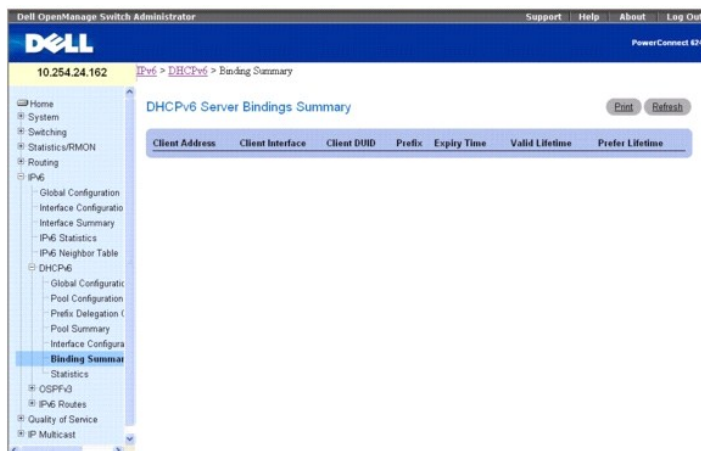 Dell OpenManage Switch Administrator
Support Help About Log Out
DELL
PowerConnect 624
10.254.24.162
IPv6 > DHCPv6 > Binding Summary
Home
System
Switching
Statistics/RMON
Routing
IPv6
Global Configuration
Interface Configuratio
Interface Summary
IPv6 Statistics
IPv6 Neighbor Table
DHCPv6
Global Configuratic
Pool Configuration
Prefix Delegation (
Pool Summary
Interface Configura
Binding Summar
Statistics
OSPFv3
IPv6 Routes
Quality of Service
IP Multicast
DHCPv6 Server Bindings Summary
Print Refresh
Client Address Client Interface Client DUID Prefix Expiry Time Valid Lifetime Prefer Lifetime